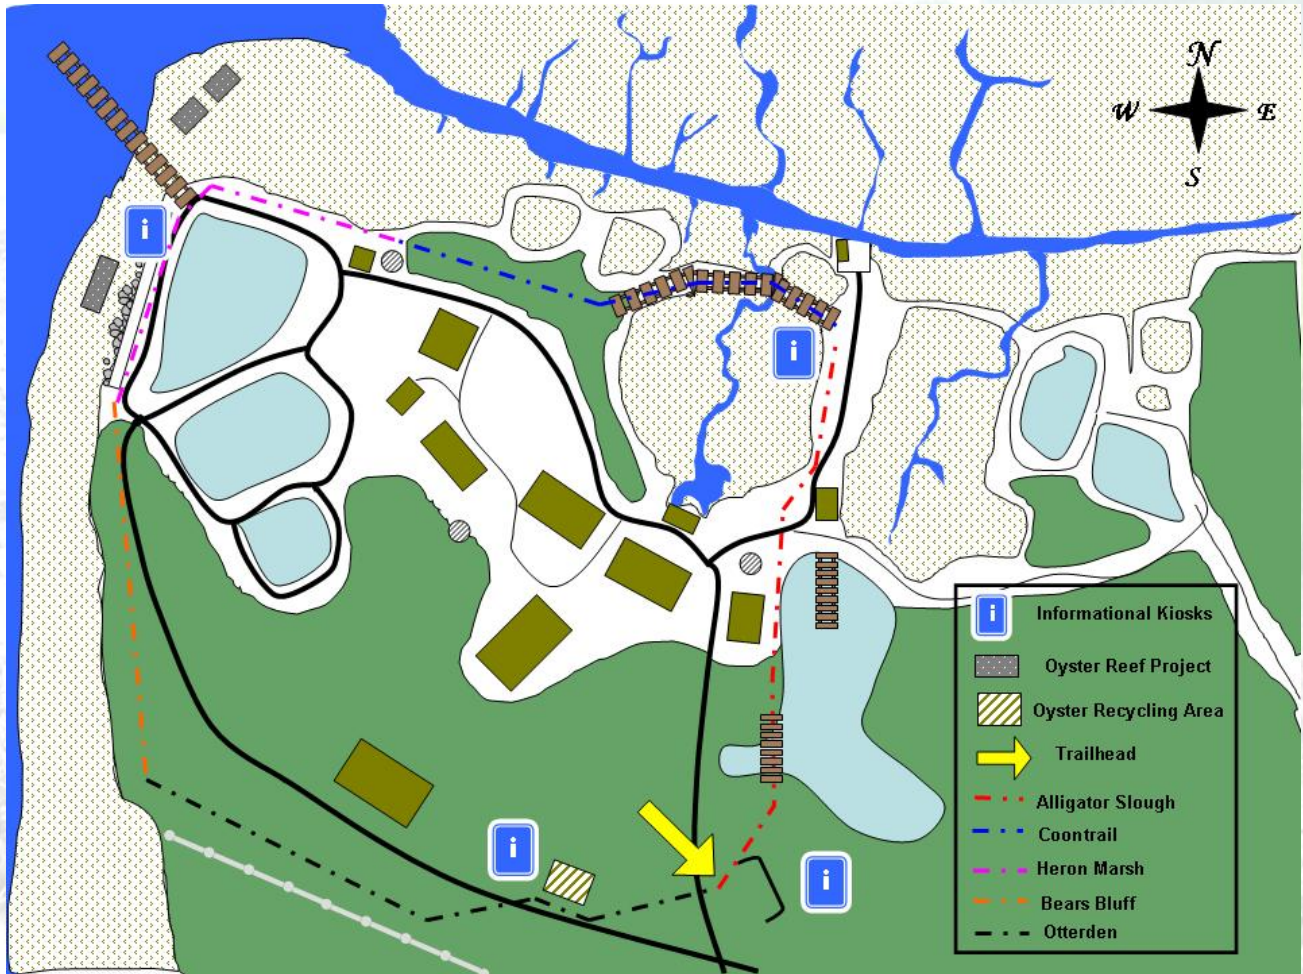 N
W
E
S
i
i
i
i
i Informational Kiosks
Oyster Reef Project
Oyster Recycling Area
Trailhead
Alligator Slough
Coontrail
Heron Marsh
Bears Bluff
Otterden